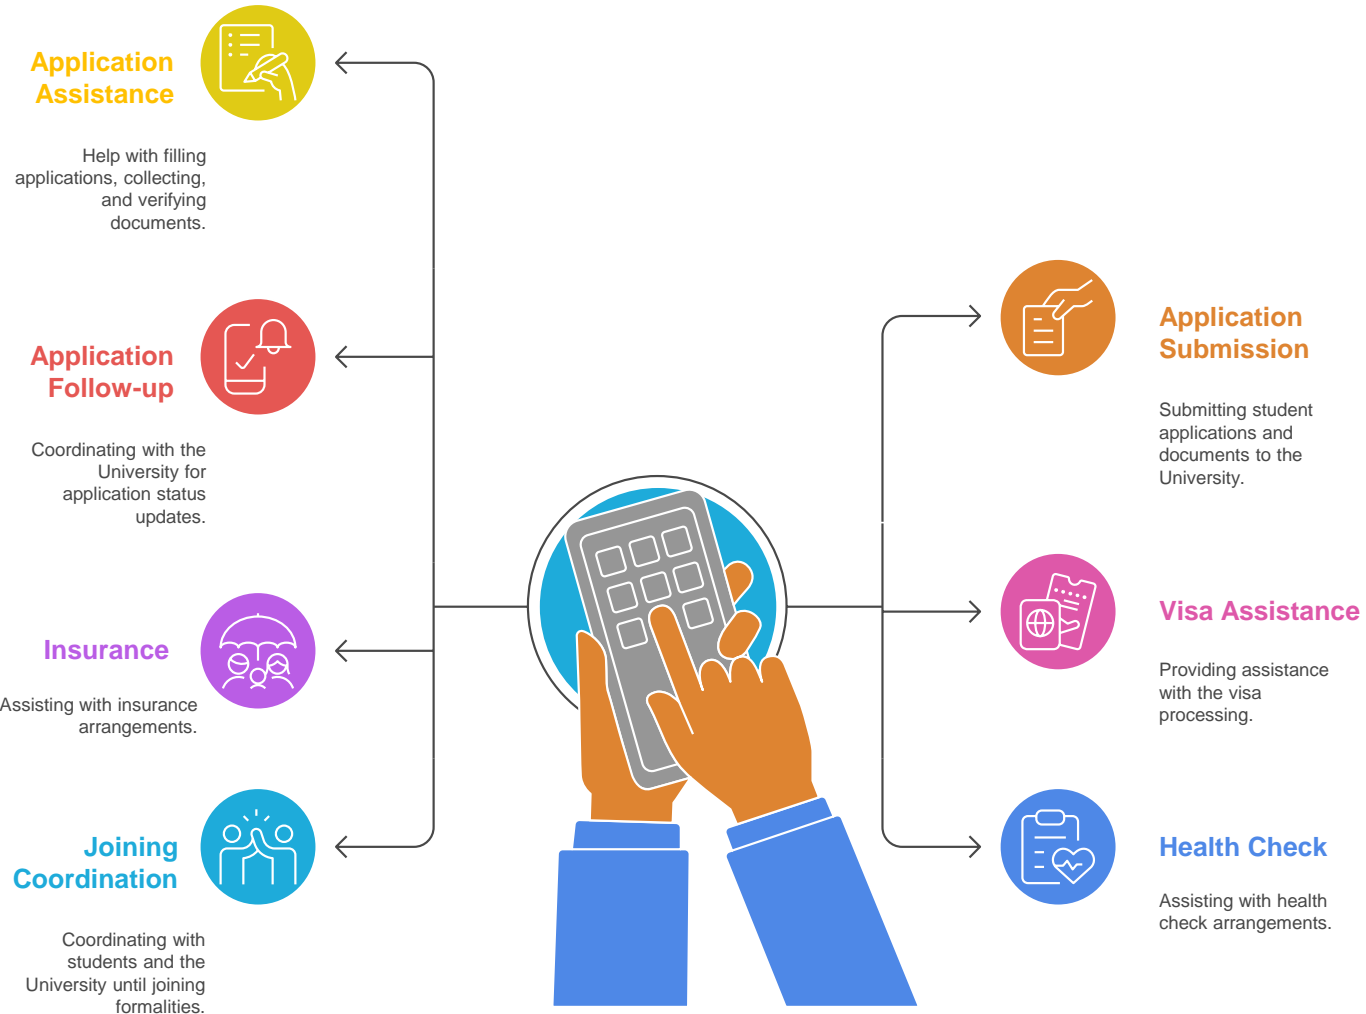 Application
Assistance
Help with filling
applications, collecting,
and verifying
documents.
Application
Follow-up
Coordinating with the
University for
application status
updates.
Insurance
Assisting with insurance
arrangements.
Joining
Coordination
Coordinating with
students and the
University until joining
formalities.
Application
Submission
Submitting student
applications and
documents to the
University.
Visa Assistance
Providing assistance
with the visa
processing.
Health Check
Assisting with health
check arrangements.